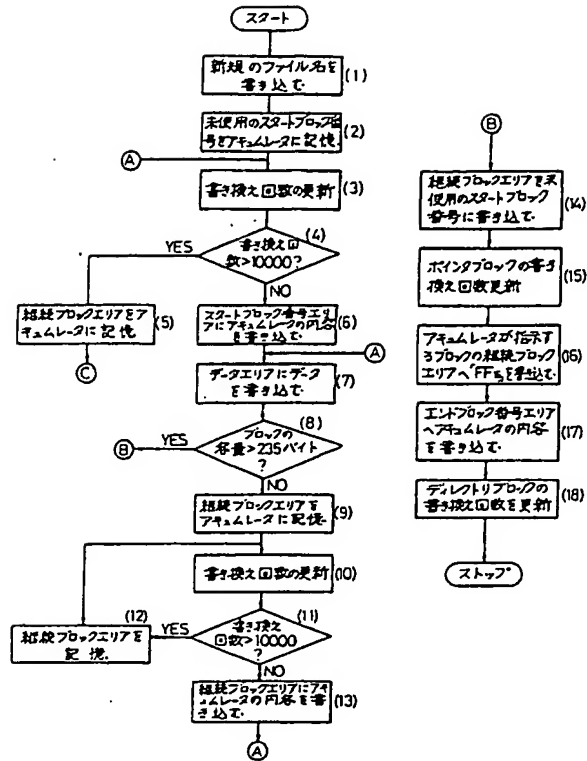 スタート
新規のファイル名を
書き込む.
(1)
未使用のスタートブロック番
号をアキュムレータに記憶
(2)
A
書き換え回数の更新
(3)
書き換え回
数>10000?
(4)
YES
NO
継続ブロックエリアをア
キュムレータに記憶
(5)
C
スタートブロック番号エリ
アにアキュムレータの内容
を書き込む.
(6)
A
データエリアにデータ
を書き込む.
(7)
ブロックの
容量>235バイト
?
(8)
YES
B
NO
継続ブロックエリアを
アキュムレータに記憶.
(9)
書き換え回数の更新
(10)
書き換え
回数>10000
?
(11)
YES
NO
継続ブロックエリアを
記憶.
(12)
継続ブロックエリアにアキ
ュムレータの内容を書
き込む.
(13)
A
B
継続ブロックエリアを未
使用のスタートブロック
番号に書き込む.
(14)
ポインタブロックの書き
換え回数更新
(15)
アキュムレータが指示す
るブロックの継続ブロック
エリアへ「FF」を書き込む.
(16)
エンドブロック番号エリア
へアキュムレータの内容
を書き込む.
(17)
ディレクトリブロックの
書き換え回数を更新
(18)
ストップ